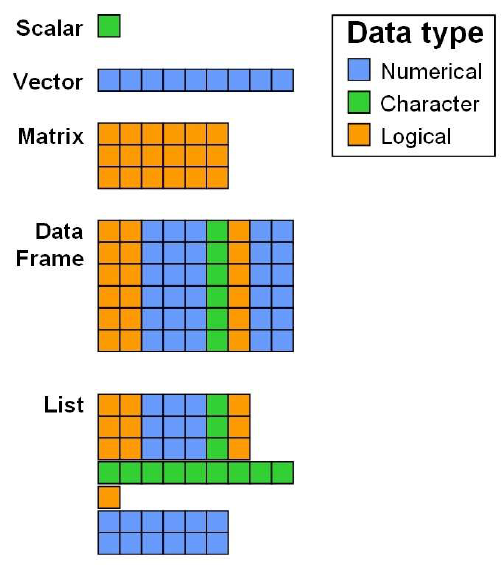 Scalar
Vector
Matrix
Data
Frame
List
Data type
Numerical
Character
Logical